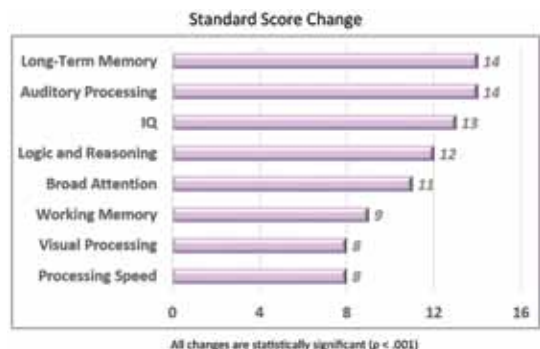 Standard Score Change
Long-Term Memory 14
Auditory Processing 14
IQ 13
Logic and Reasoning 12
Broad Attention 11
Working Memory 9
Visual Processing 8
Processing Speed 8
0 4 8 12 16
All changes are statistically significant (p < .001)